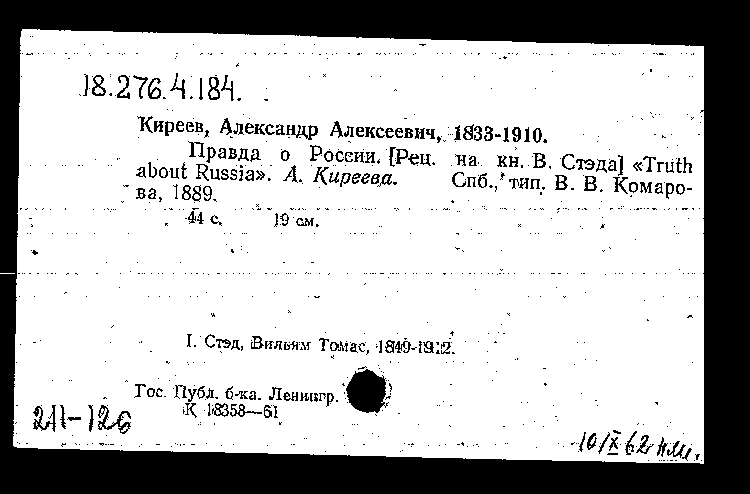 18.276.4.184.
Киреев, Александр Алексеевич, 1833-1910.
Правда о России. [Рец. на кн. В. Стэда] «Truth
about Russia». А. Киреева. Спб., тип. В. В. Комаро-
ва, 1889.
44 с. 19 см.
I. Стэд, Вильям Томас, 1849-1912.
Гос. Публ. б-ка. Ленингр.
К 18358—61
211-126
10/X 62 нм.